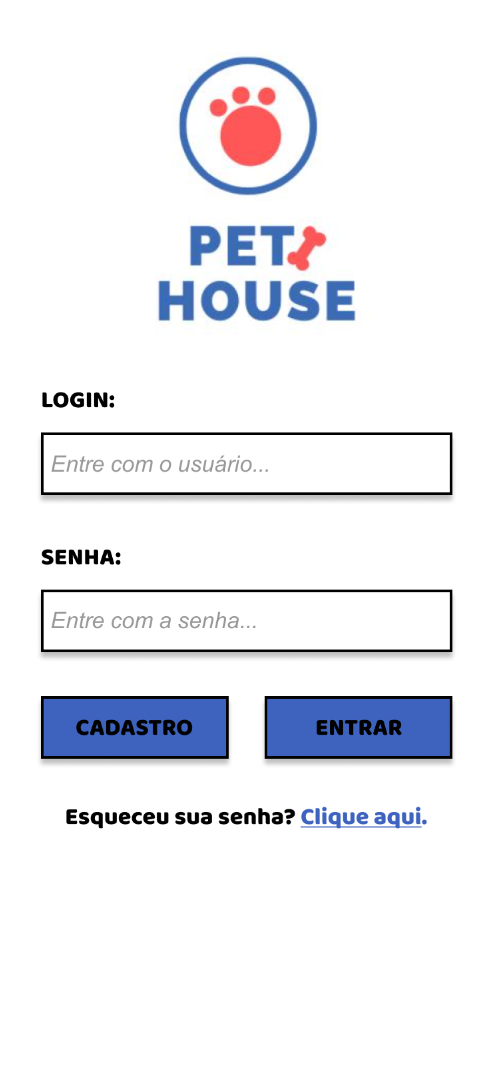 PET
HOUSE
LOGIN:
Entre com o usuário...
SENHA:
Entre com a senha...
CADASTRO ENTRAR
Esqueceu sua senha? Clique aqui.